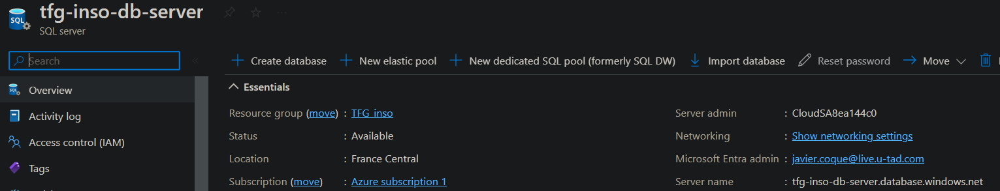 tfg-inso-db-server
SQL server
Search
Overview
Activity log
Access control (IAM)
Tags
Create database
New elastic pool
New dedicated SQL pool (formerly SQL DW)
Import database
Reset password
Move
Essentials
Resource group (move) : TFG_inso
Status : Available
Location : France Central
Subscription (move) : Azure subscription 1
Server admin : CloudSA8ea144c0
Networking : Show networking settings
Microsoft Entra admin : javier.coque@live.u-tad.com
Server name : tfg-inso-db-server.database.windows.net